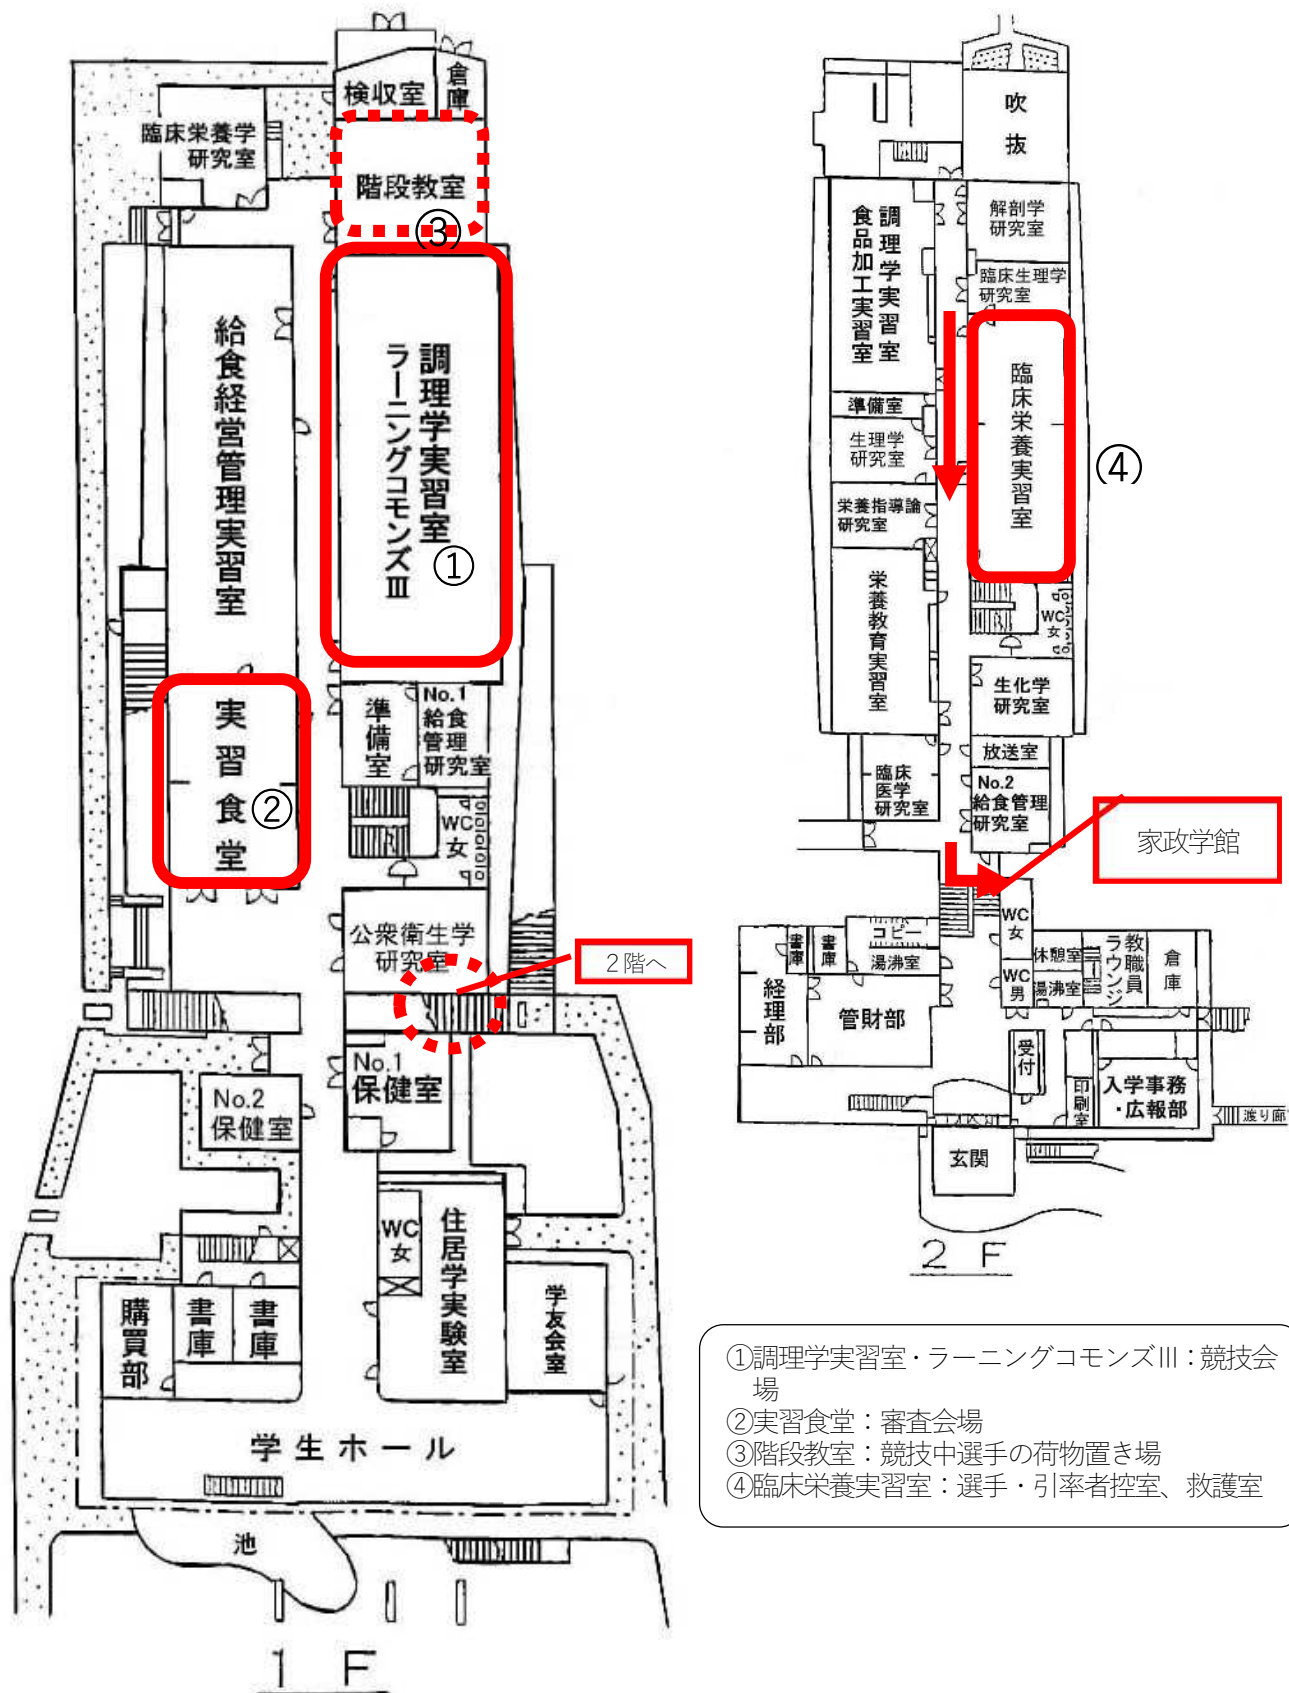 検収室
倉庫
臨床栄養学
研究室
階段教室
③
給食経営管理実習室
調理学実習室
ラーニングコモンズⅢ
①
実習食堂
②
準備室
No.1
給食
管理
研究室
WC
女
公衆衛生学
研究室
2階へ
No.1
保健室
No.2
保健室
WC
女
住居学実験室
学友会室
購買部
書庫
書庫
学生ホール
池
1 F
吹抜
調理学実習室
食品加工実習室
解剖学
研究室
臨床生理学
研究室
臨床栄養実習室
④
準備室
生理学
研究室
栄養指導論
研究室
栄養教育実習室
WC
女
生化学
研究室
放送室
臨床
医学
研究室
No.2
給食管理
研究室
家政学館
書庫
書庫
コピー
湯沸室
WC
女
WC
男
休憩室
湯沸室
教職員
ラウンジ
倉庫
経理部
管財部
受付
印刷室
入学事務
・広報部
渡り廊
玄関
2 F
①調理学実習室・ラーニングコモンズⅢ：競技会
場
②実習食堂：審査会場
③階段教室：競技中選手の荷物置き場
④臨床栄養実習室：選手・引率者控室、救護室